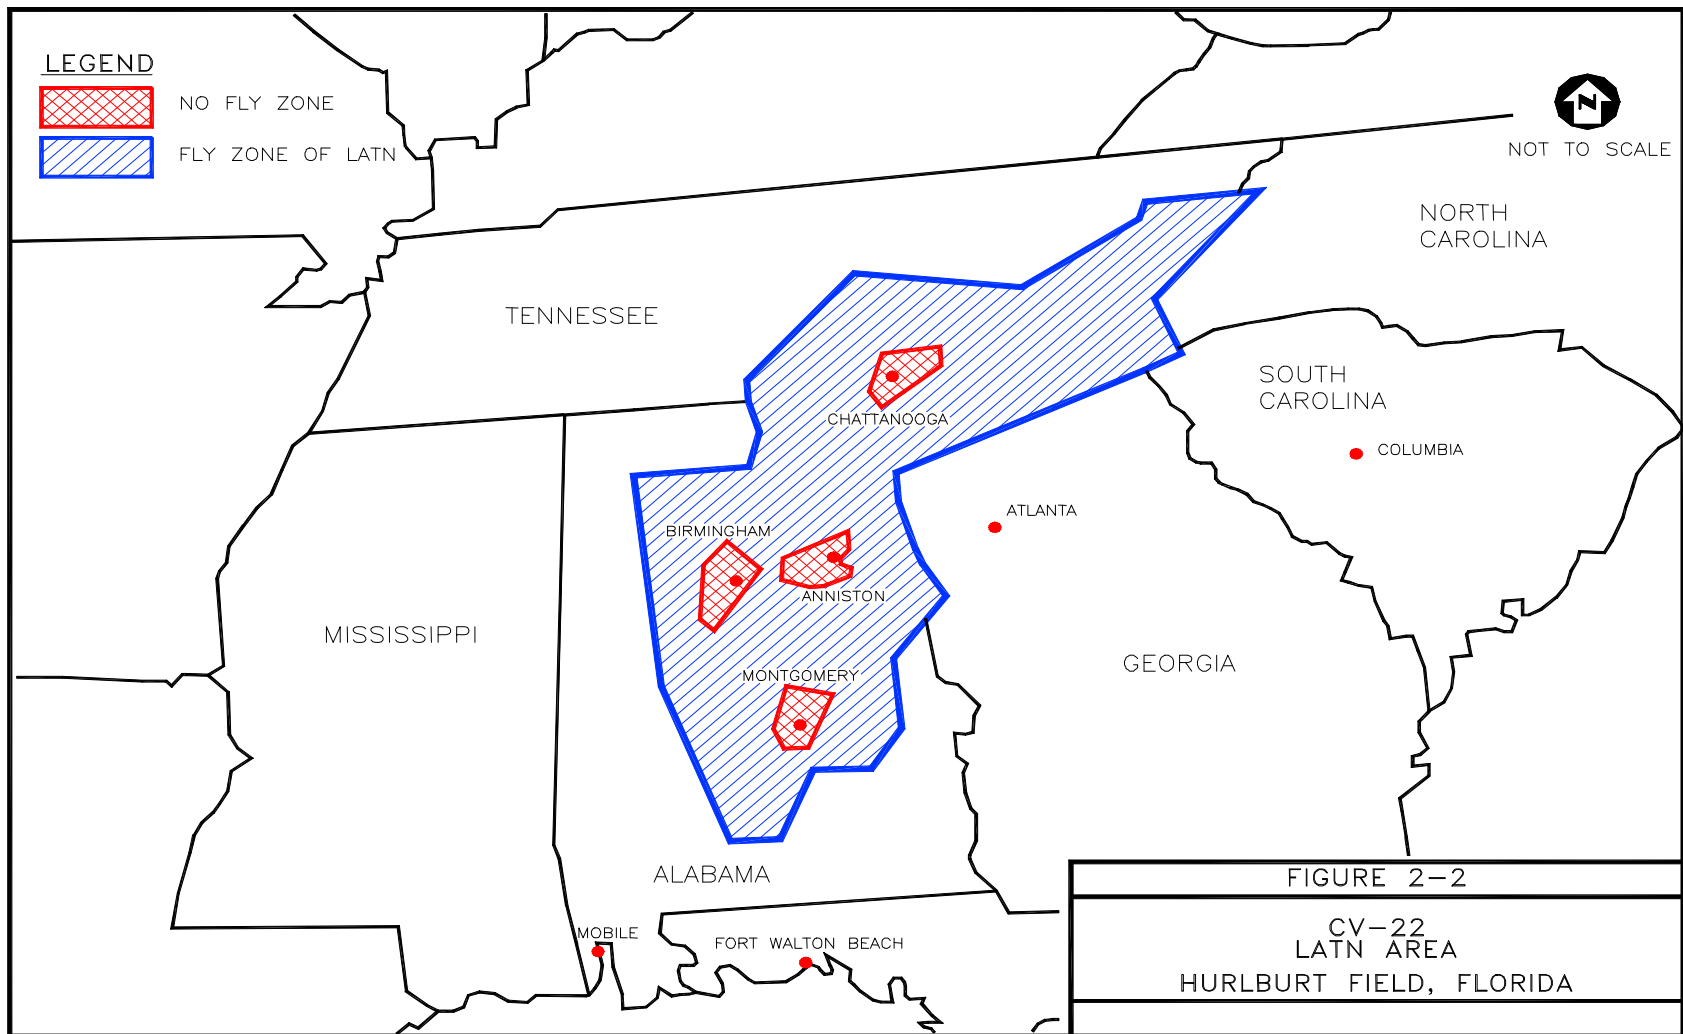 LEGEND
NO FLY ZONE
FLY ZONE OF LATN
N
NOT TO SCALE
NORTH
CAROLINA
TENNESSEE
SOUTH
CAROLINA
CHATTANOOGA
COLUMBIA
ATLANTA
BIRMINGHAM
ANNISTON
MISSISSIPPI
GEORGIA
MONTGOMERY
ALABAMA
MOBILE
FORT WALTON BEACH
FIGURE 2-2
CV-22
LATN AREA
HURLBURT FIELD, FLORIDA